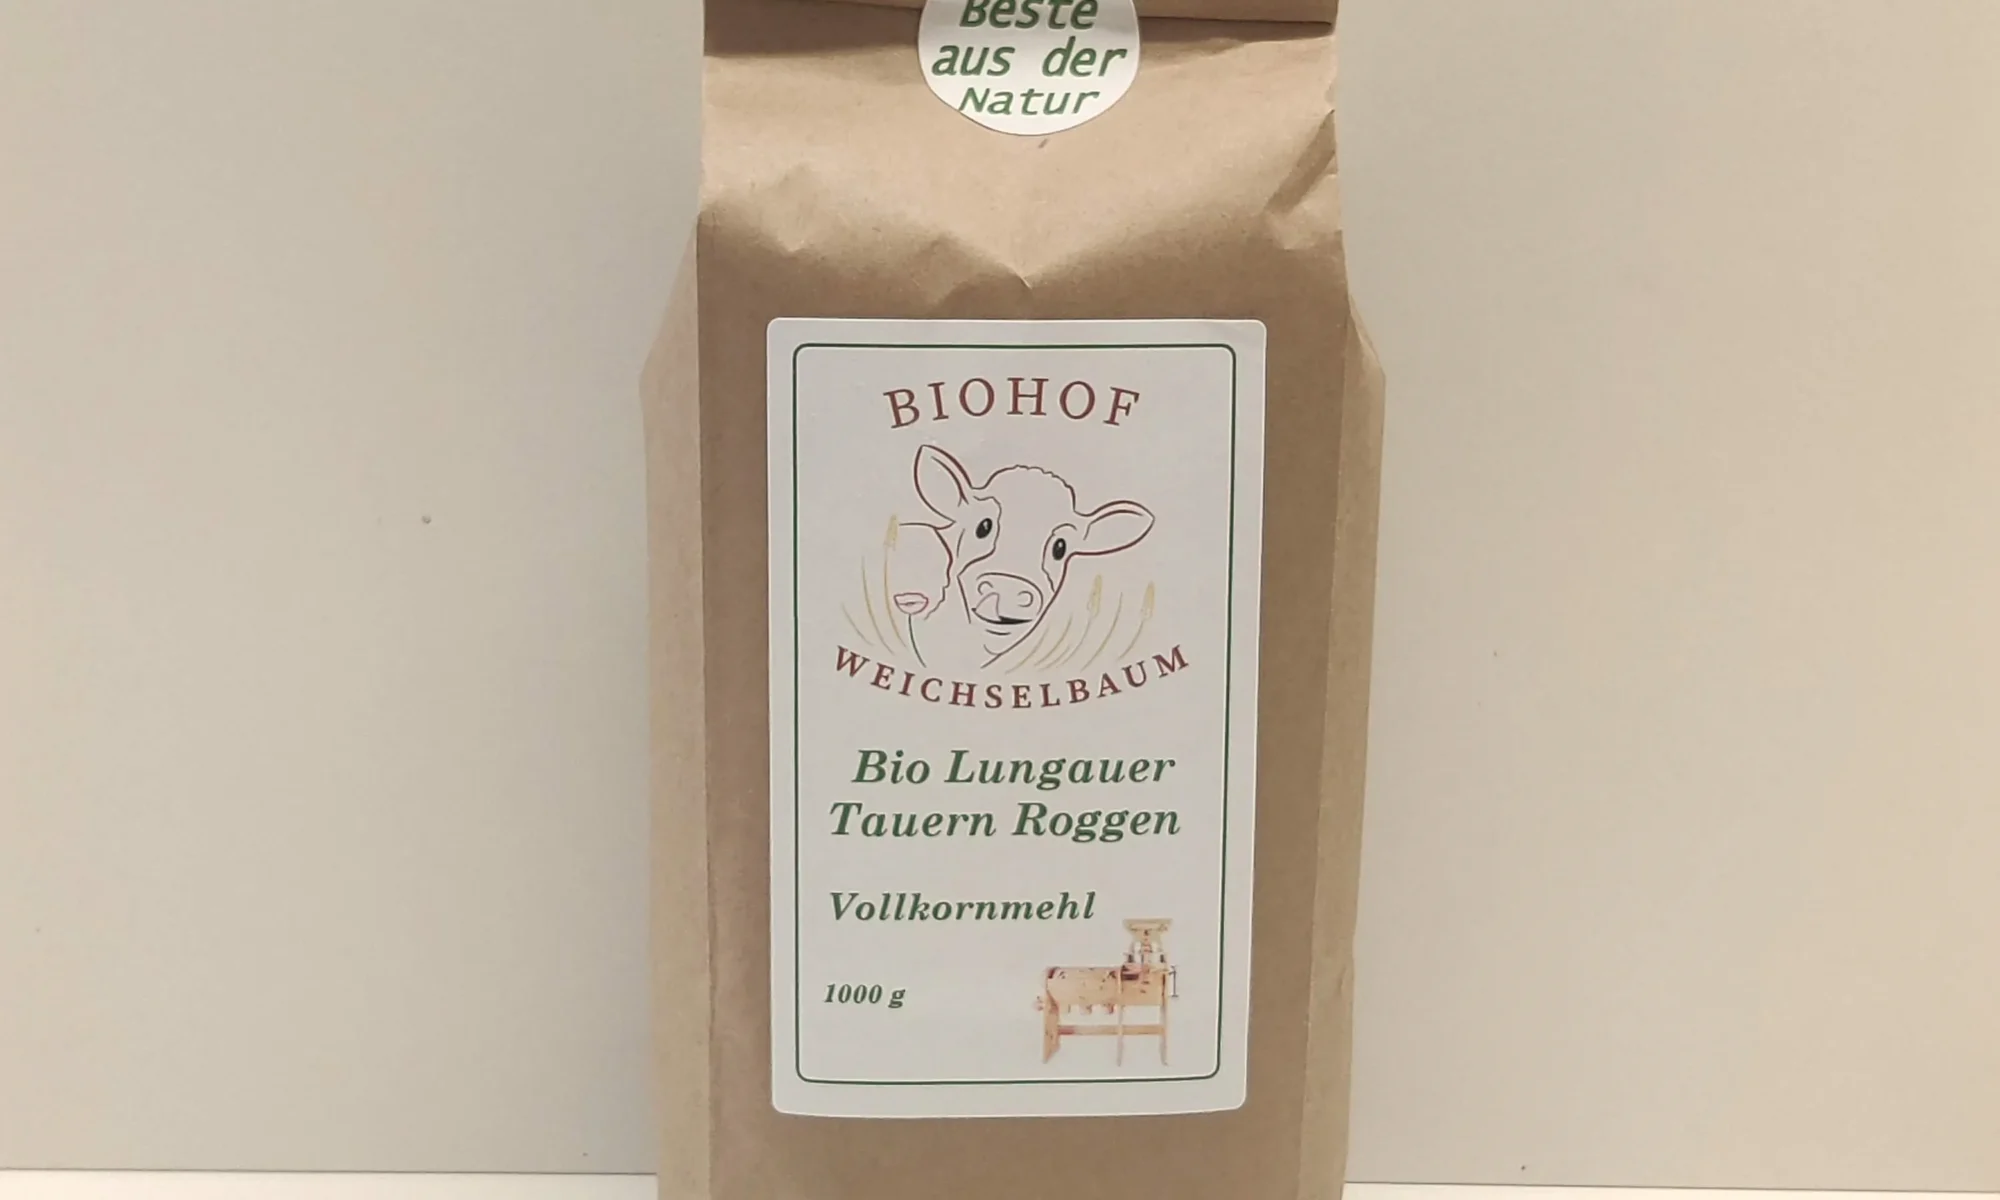 Beste
aus der
Natur
BIOHOF
WEICHSELBAUM
Bio Lungauer
Tauern Roggen
Vollkornmehl
1000 g